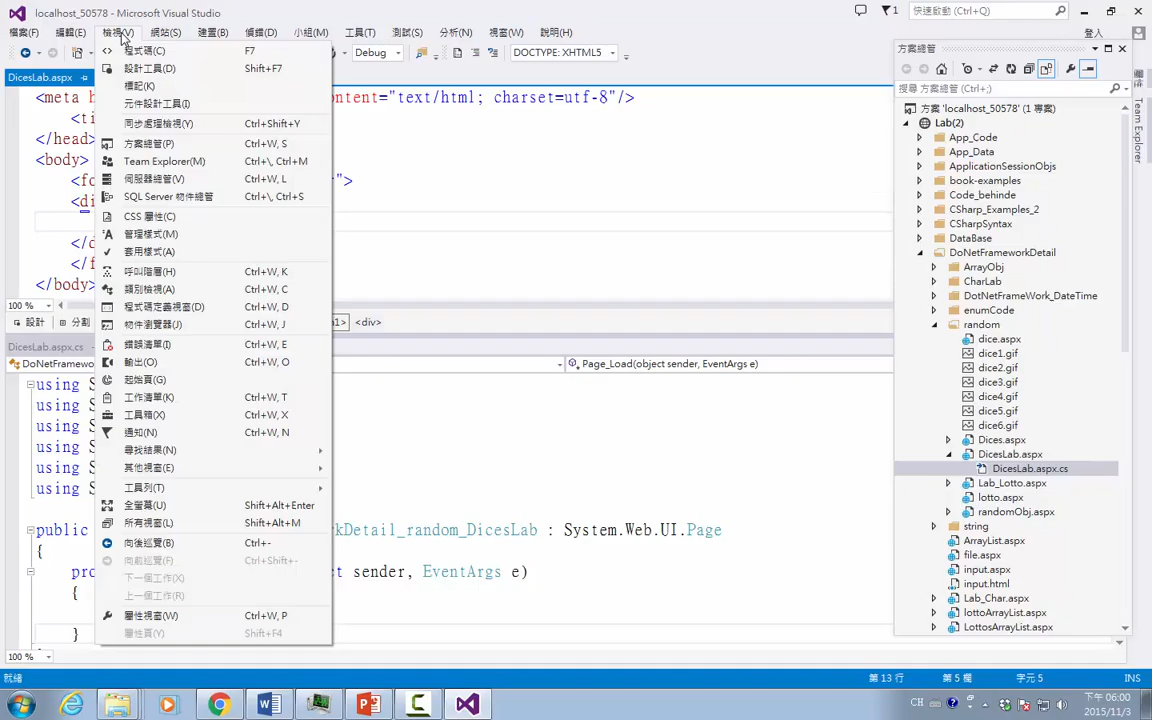 localhost_50578 - Microsoft Visual Studio
1
快速啟動 (Ctrl+Q)
檔案(F) 編輯(E) 檢視(V) 網站(S) 建置(B) 偵錯(D) 小組(M) 工具(T) 測試(S) 分析(N) 視窗(W) 說明(H)
登入
Debug
DOCTYPE: XHTML5
DicesLab.aspx
程式碼(C) F7
設計工具(D) Shift+F7
標記(K)
元件設計工具(I)
同步處理檢視(Y) Ctrl+Shift+Y
方案總管(P) Ctrl+W, S
Team Explorer(M) Ctrl+\, Ctrl+M
伺服器總管(V) Ctrl+W, L
SQL Server 物件總管 Ctrl+\, Ctrl+S
CSS 屬性(C)
管理樣式(M)
套用樣式(A)
呼叫階層(H) Ctrl+W, K
類別檢視(A) Ctrl+W, C
程式碼定義視窗(D) Ctrl+W, D
物件瀏覽器(J) Ctrl+W, J
錯誤清單(I) Ctrl+W, E
輸出(O) Ctrl+W, O
起始頁(G)
工作清單(K) Ctrl+W, T
工具箱(X) Ctrl+W, X
通知(N) Ctrl+W, N
尋找結果(N)
其他視窗(E)
工具列(T)
全螢幕(U) Shift+Alt+Enter
所有視窗(L) Shift+Alt+M
向後巡覽(B) Ctrl+-
向前巡覽(F) Ctrl+Shift+-
下一個工作(X)
上一個工作(R)
屬性視窗(W) Ctrl+W, P
屬性頁(Y) Shift+F4
<meta h
ontent="text/html; charset=utf-8"/>
<ti
</head>
<body>
<fo
y">
<di
</d
</f
</body>
100 %
設計 分割
<div>
DicesLab.aspx.cs
DoNetFramewo
Page_Load(object sender, EventArgs e)
using S
using S
using S
using S
using S
using S
public
rkDetail_random_DicesLab : System.Web.UI.Page
{
pro
ct sender, EventArgs e)
{
}
100 %
方案總管
搜尋 方案總管 (Ctrl+;)
方案 'localhost_50578' (1 專案)
Lab(2)
App_Code
App_Data
ApplicationSessionObjs
book-examples
Code_behinde
CSharp_Examples_2
CSharpSyntax
DataBase
DoNetFrameworkDetail
ArrayObj
CharLab
DotNetFrameWork_DateTime
enumCode
random
dice.aspx
dice1.gif
dice2.gif
dice3.gif
dice4.gif
dice5.gif
dice6.gif
Dices.aspx
DicesLab.aspx
DicesLab.aspx.cs
Lab_Lotto.aspx
lotto.aspx
randomObj.aspx
string
ArrayList.aspx
file.aspx
input.aspx
input.html
Lab_Char.aspx
lottoArrayList.aspx
LottosArrayList.aspx
Team Explorer
就緒
第 13 行 第 5 欄 字元 5 INS
CH
下午 06:00
2015/11/3